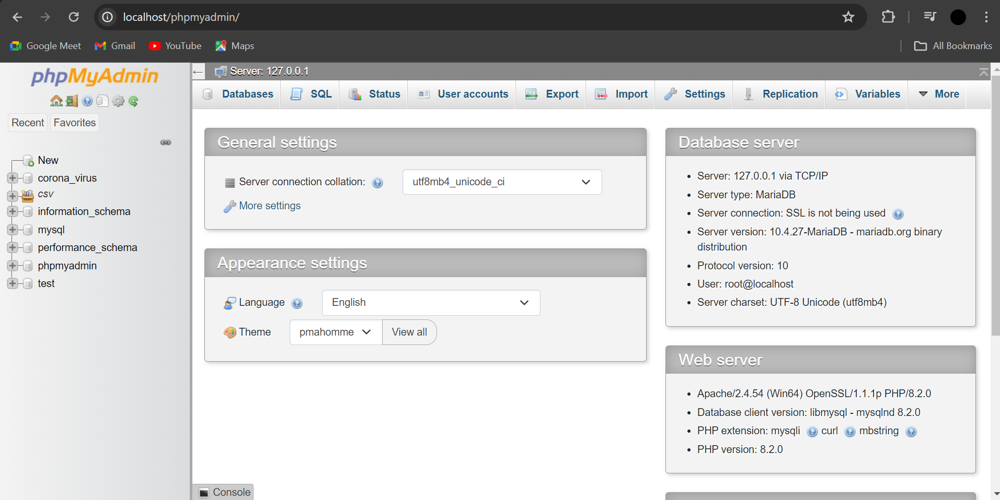 localhost/phpmyadmin/
Google Meet Gmail YouTube Maps All Bookmarks
phpMyAdmin
Recent Favorites
New
corona_virus
csv
information_schema
mysql
performance_schema
phpmyadmin
test
Server: 127.0.0.1
Databases SQL Status User accounts Export Import Settings Replication Variables More
General settings
Server connection collation: utf8mb4_unicode_ci
More settings
Appearance settings
Language English
Theme pmahomme View all
Database server
Server: 127.0.0.1 via TCP/IP
Server type: MariaDB
Server connection: SSL is not being used
Server version: 10.4.27-MariaDB - mariadb.org binary
distribution
Protocol version: 10
User: root@localhost
Server charset: UTF-8 Unicode (utf8mb4)
Web server
Apache/2.4.54 (Win64) OpenSSL/1.1.1p PHP/8.2.0
Database client version: libmysql - mysqlnd 8.2.0
PHP extension: mysqli curl mbstring
PHP version: 8.2.0
Console